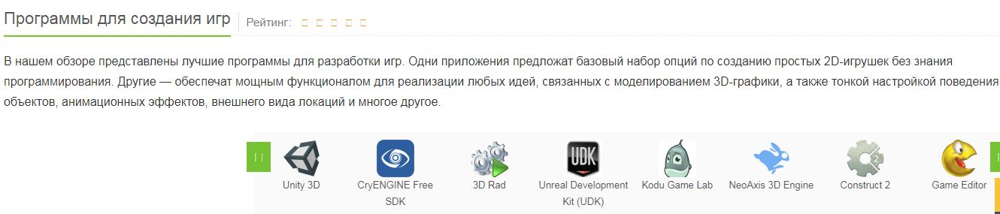 Программы для создания игр Рейтинг:
В нашем обзоре представлены лучшие программы для разработки игр. Одни приложения предложат базовый набор опций по созданию простых 2D-игрушек без знания
программирования. Другие — обеспечат мощным функционалом для реализации любых идей, связанных с моделированием 3D-графики, а также тонкой настройкой поведения
объектов, анимационных эффектов, внешнего вида локаций и многое другое.
UDK 2
Unity 3D CryENGINE Free 3D Rad Unreal Development Kodu Game Lab NeoAxis 3D Engine Construct 2 Game Editor
SDK Kit (UDK)